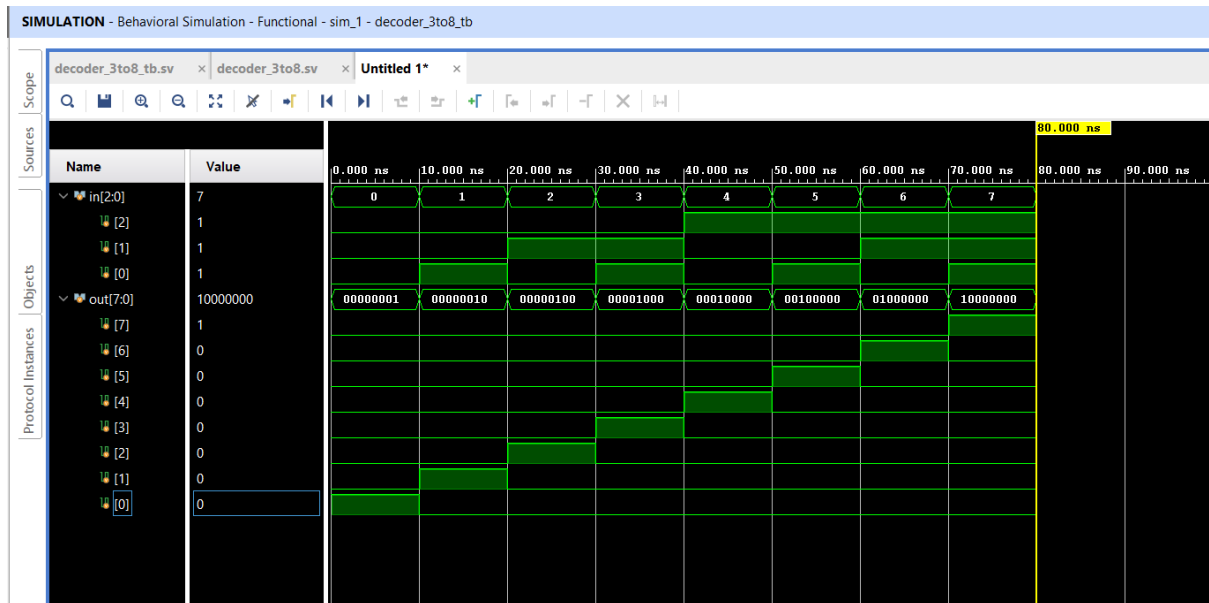 SIMULATION - Behavioral Simulation - Functional - sim_1 - decoder_3to8_tb
Scope
Sources
Objects
Protocol Instances
decoder_3to8_tb.sv × decoder_3to8.sv × Untitled 1* ×
80.000 ns
Name Value
0.000 ns 10.000 ns 20.000 ns 30.000 ns 40.000 ns 50.000 ns 60.000 ns 70.000 ns 80.000 ns 90.000 ns
in[2:0] 7 0 1 2 3 4 5 6 7
[2] 1
[1] 1
[0] 1
out[7:0] 10000000 00000001 00000010 00000100 00001000 00010000 00100000 01000000 10000000
[7] 1
[6] 0
[5] 0
[4] 0
[3] 0
[2] 0
[1] 0
[0] 0